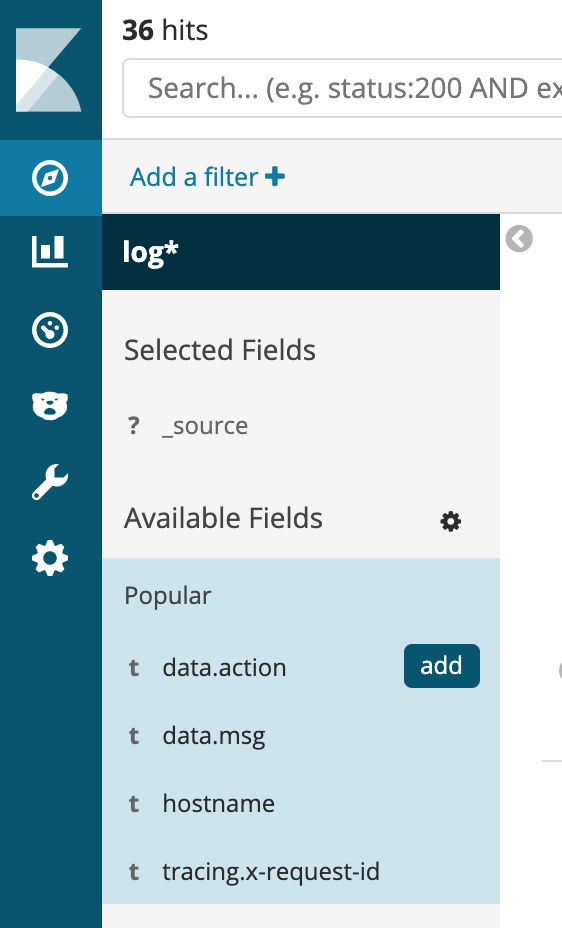 36 hits
Search... (e.g. status:200 AND ex
Add a filter +
log*
Selected Fields
? _source
Available Fields
Popular
t data.action add
t data.msg
t hostname
t tracing.x-request-id